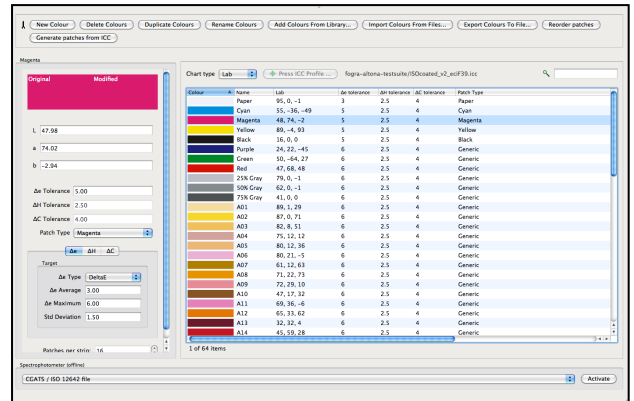 New Colour Delete Colours Duplicate Colours Rename Colours Add Colours From Library... Import Colours From Files... Export Colours To File... Reorder patches
Generate patches from ICC
Magenta
Original Modified
L 47.98
a 74.02
b -2.94
Δe Tolerance 5.00
ΔH Tolerance 2.50
ΔC Tolerance 4.00
Patch Type Magenta
Δe ΔH ΔC
Target
Δe Type DeltaE
Δe Average 3.00
Δe Maximum 6.00
Std Deviation 1.50
Patches per strip: 16
Chart type Lab Press ICC Profile ... fogra-altona-testsuite/ISOcoated_v2_eciF39.icc
Colour Name Lab Δe tolerance ΔH tolerance ΔC tolerance Patch Type
Paper 95, 0, -1 3 2.5 4 Paper
Cyan 55, -36, -49 5 2.5 4 Cyan
Magenta 48, 74, -2 5 2.5 4 Magenta
Yellow 89, -4, 93 5 2.5 4 Yellow
Black 16, 0, 0 5 2.5 4 Black
Purple 24, 22, -45 6 2.5 4 Generic
Green 50, -64, 27 6 2.5 4 Generic
Red 47, 68, 48 6 2.5 4 Generic
25% Gray 79, 0, -1 6 2.5 4 Generic
50% Gray 62, 0, -1 6 2.5 4 Generic
75% Gray 41, 0, 0 6 2.5 4 Generic
A01 89, 1, 29 6 2.5 4 Generic
A02 87, 0, 71 6 2.5 4 Generic
A03 82, 8, 51 6 2.5 4 Generic
A04 75, 12, 12 6 2.5 4 Generic
A05 80, 12, 36 6 2.5 4 Generic
A06 80, 21, -5 6 2.5 4 Generic
A07 61, 12, 63 6 2.5 4 Generic
A08 71, 22, 73 6 2.5 4 Generic
A09 72, 29, 10 6 2.5 4 Generic
A10 47, 17, 32 6 2.5 4 Generic
A11 69, 36, -6 6 2.5 4 Generic
A12 65, 33, 62 6 2.5 4 Generic
A13 32, 32, 4 6 2.5 4 Generic
A14 45, 59, 28 6 2.5 4 Generic
1 of 64 items
Spectrophotometer (offline)
CGATS / ISO 12642 file Activate